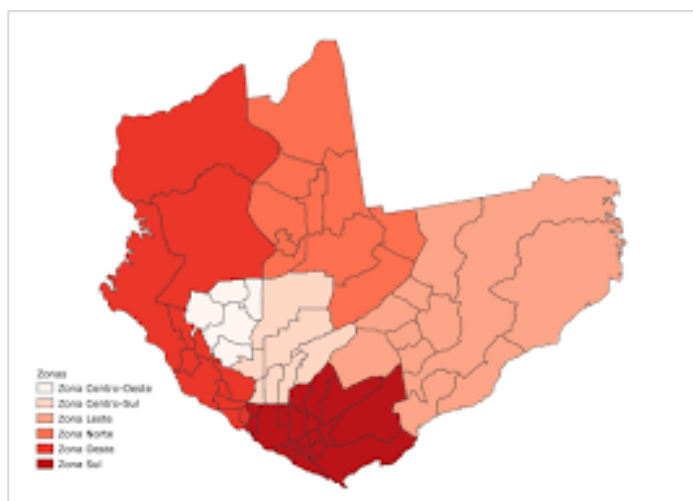 Zonas
Zona Centro-Oeste
Zona Centro-Sul
Zona Leste
Zona Norte
Zona Oeste
Zona Sul